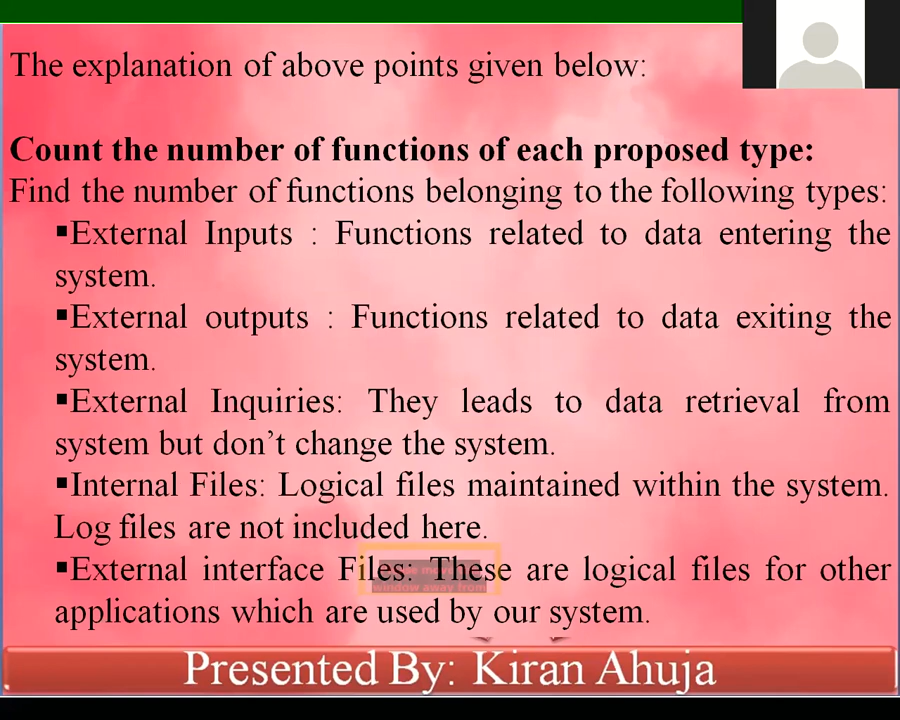 The explanation of above points given below:
Count the number of functions of each proposed type:
Find the number of functions belonging to the following types:
▪External Inputs : Functions related to data entering the
system.
▪External outputs : Functions related to data exiting the
system.
▪External Inquiries: They leads to data retrieval from
system but don’t change the system.
▪Internal Files: Logical files maintained within the system.
Log files are not included here.
▪External interface Files: These are logical files for other
applications which are used by our system.
window away from
Presented By: Kiran Ahuja